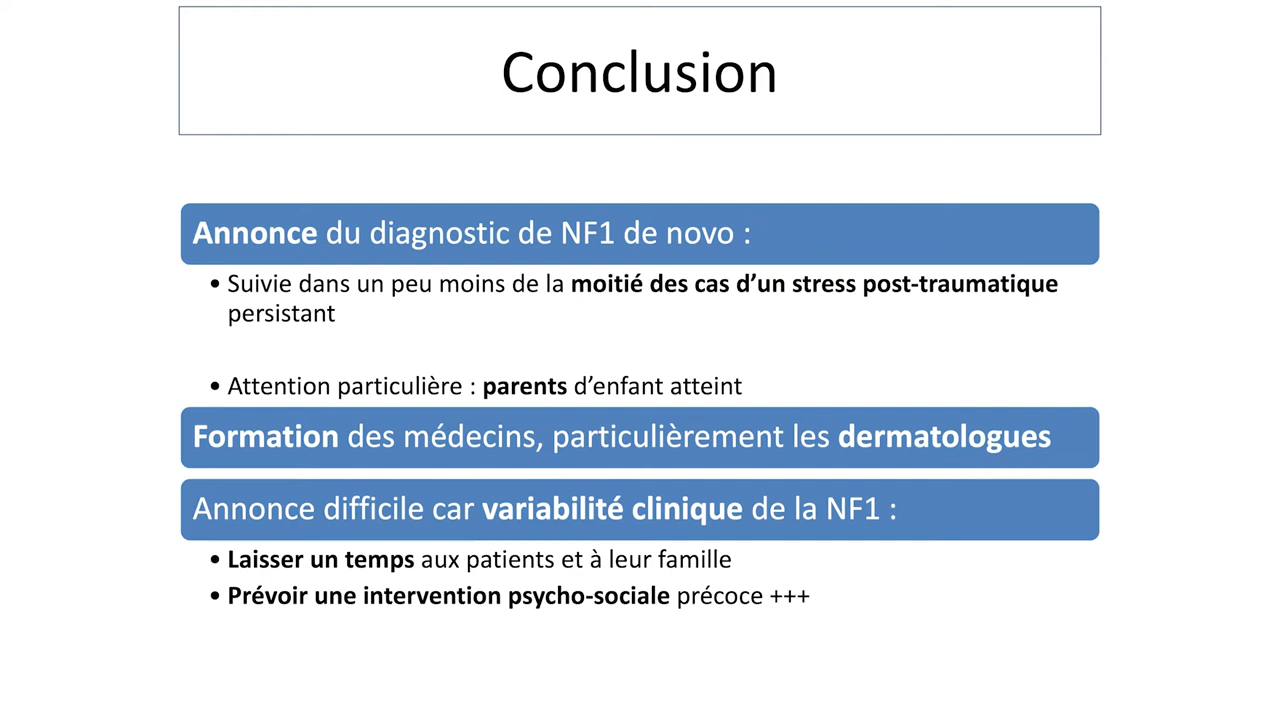 Conclusion
Annonce du diagnostic de NF1 de novo :
• Suivie dans un peu moins de la moitié des cas d’un stress post-traumatique
persistant
• Attention particulière : parents d’enfant atteint
Formation des médecins, particulièrement les dermatologues
Annonce difficile car variabilité clinique de la NF1 :
• Laisser un temps aux patients et à leur famille
• Prévoir une intervention psycho-sociale précoce +++